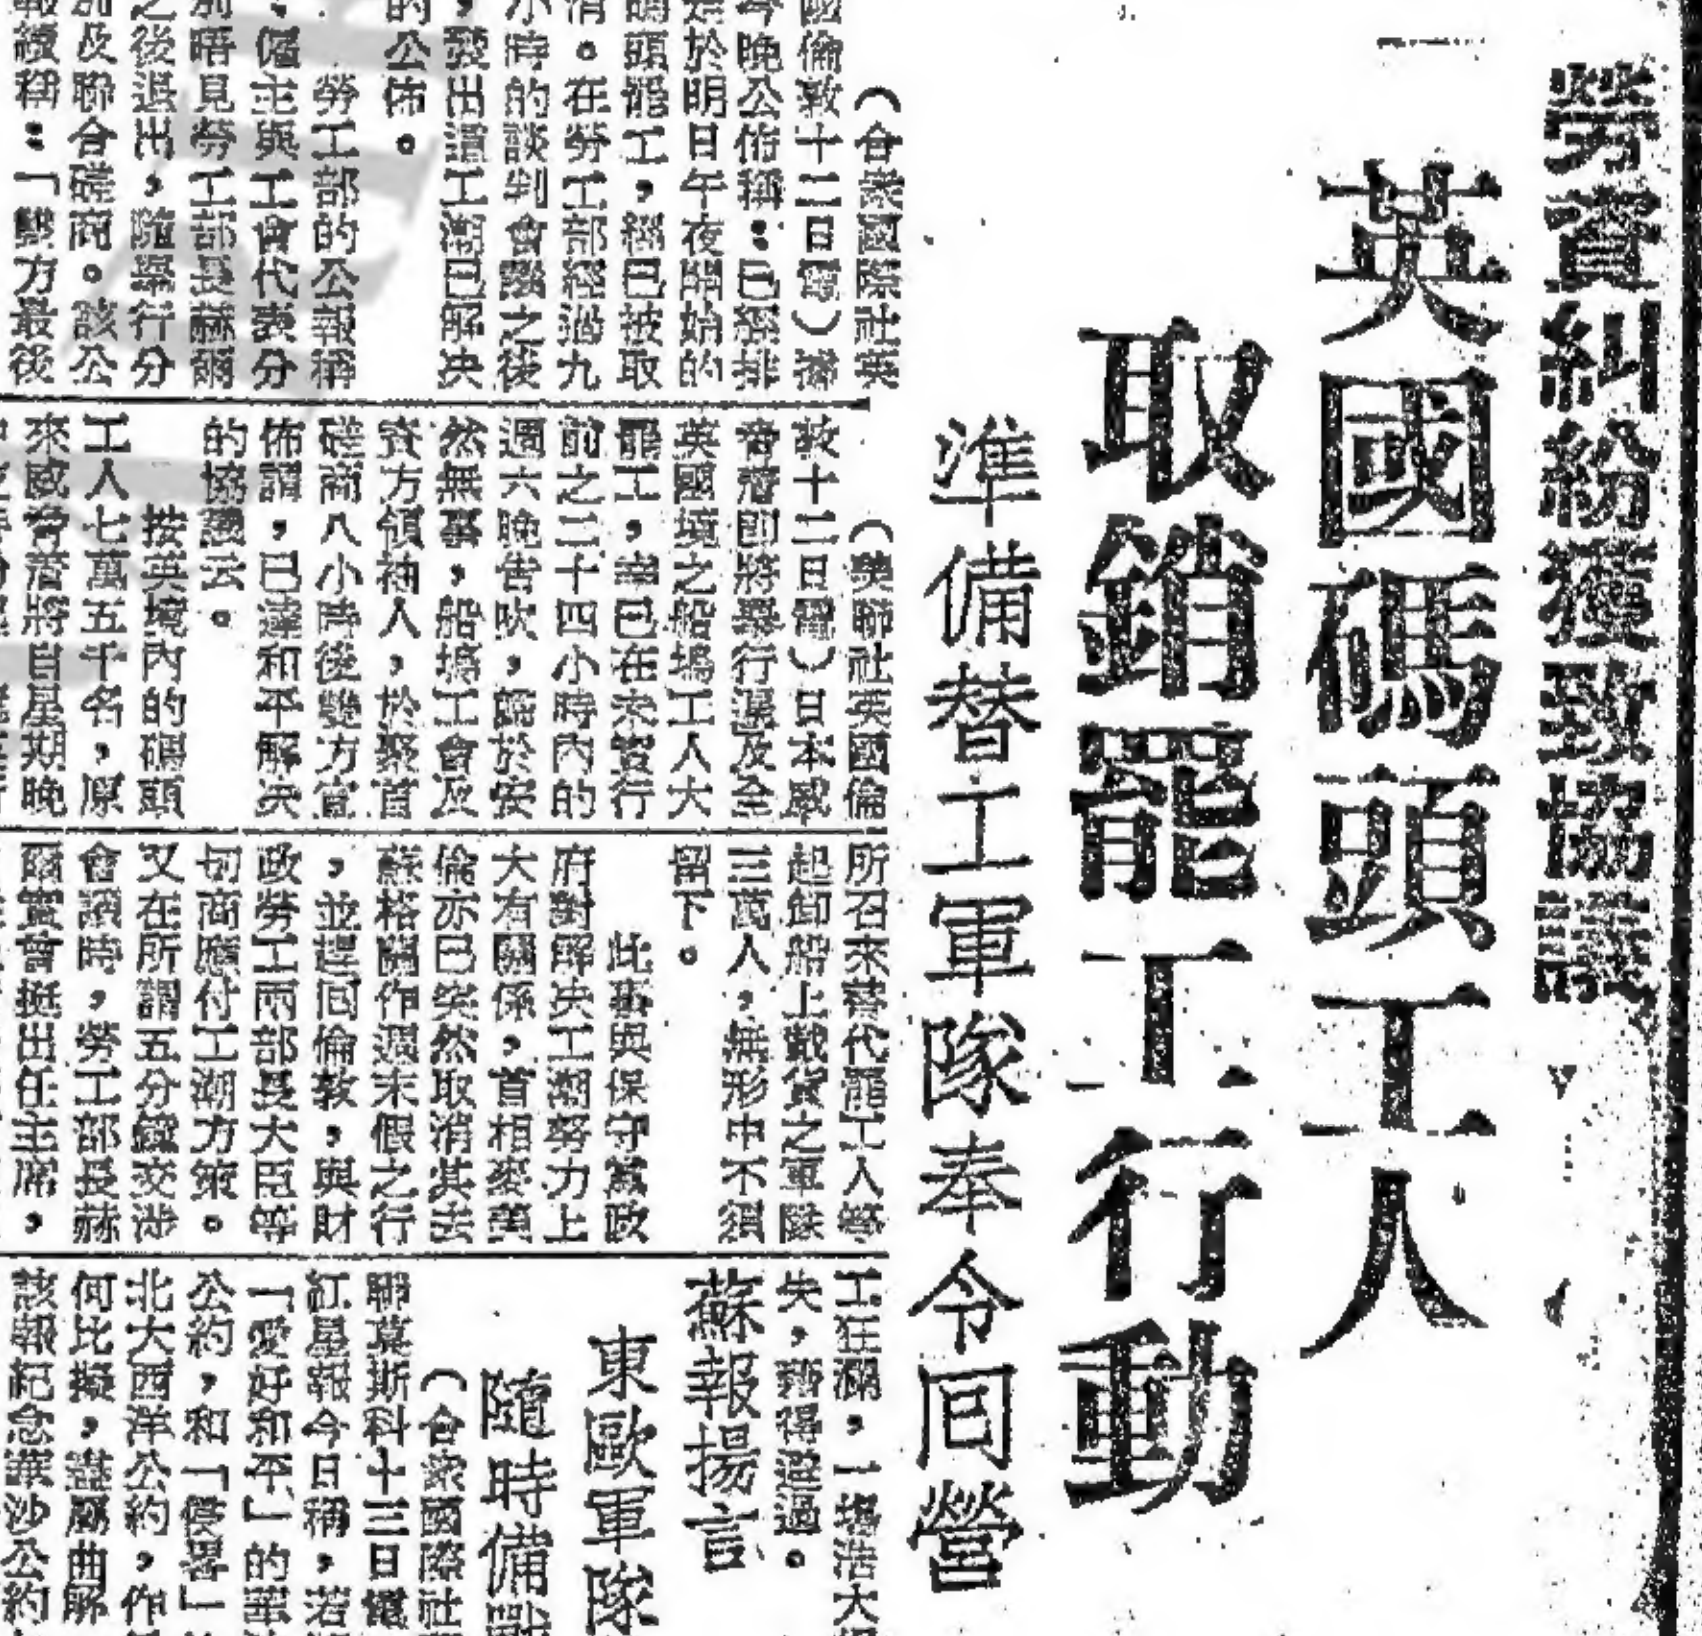 勞資糾紛獲致協議
英國碼頭工人
取銷罷工行動
準備替工軍隊奉令回營
（合衆國際社英
國倫敦十二日電）據
今晚公佈稱：已經排
定於明日午夜開始的
碼頭罷工，經已被取
消。在勞工部經過九
小時的談判會議之後
，發出謂工潮已解决
的公佈。
勞工部的公報稱
：僱主與工會代表分
別晤見勞工部長赫爾
之後退出，隨舉行分
別及聯合磋商。該公
報續稱：「雙方最後
（美聯社英國倫
敦十二日電）日本威
脅着即將舉行遍及全
英國境之船塢工人大
罷工，幸已在未實行
前之二十四小時內的
週六晚告吹，歸於安
然無事，船塢工會及
資方領袖人，於聚首
磋商八小時後雙方宣
佈謂，已達和平解决
的協議云。
按英境內的碼頭
工人七萬五千名，原
來威脅着將自星期晚
所召來替代罷工人等
起卸船上載貨之軍隊
三萬人，無形中不須
留下。
此事與保守黨政
府對解决工潮努力上
大有關係，首相麥萬
倫亦已突然取消其去
蘇格蘭作週末假之行
，並趕回倫敦，與財
政勞工兩部長大臣等
切商應付工潮方策。
又在所謂五分鐘交涉
會議時，勞工部長赫
爾實會挺出任主席，
工狂瀾，一塲浩大
失，獲得避過。
蘇報揚言
東歐軍隊
隨時備戰
（合衆國際社
聯莫斯科十三日電
紅星報今日稱，若
「愛好和平」的華
公約，和「侵畧」
北大西洋公約，作
何比擬，盡屬曲解
該報紀念華沙公約